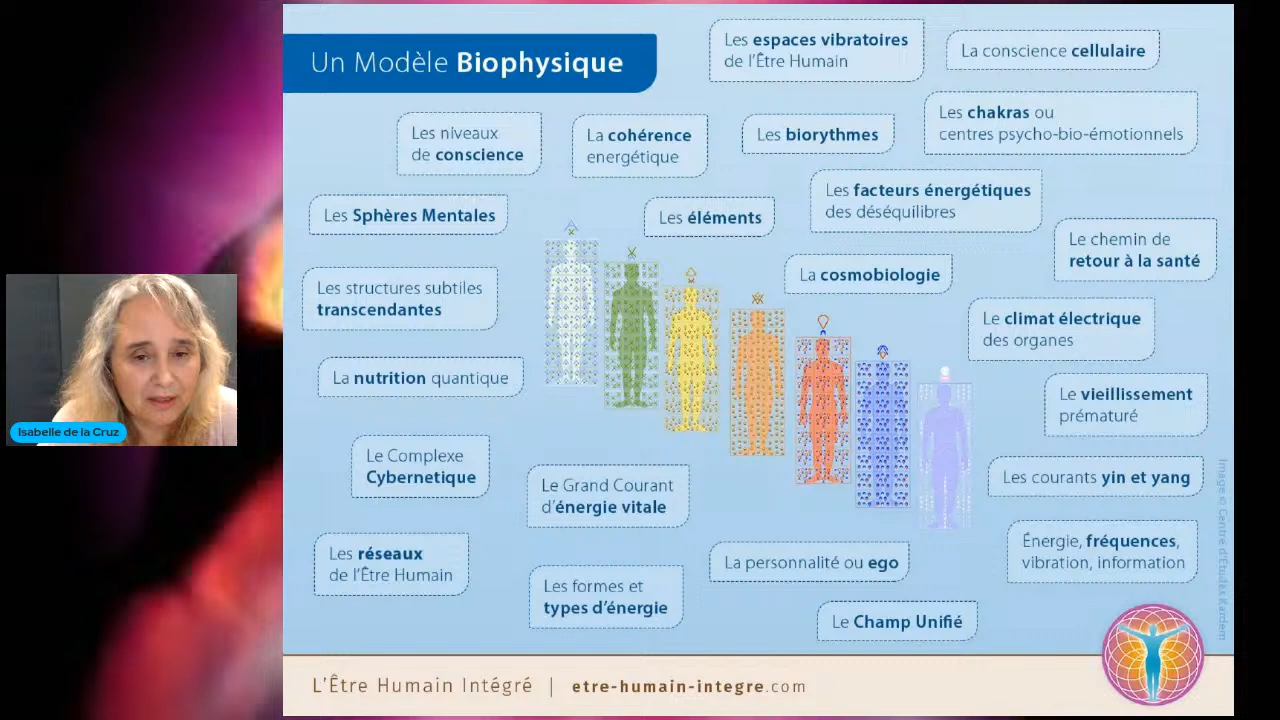 Un Modèle Biophysique
Les espaces vibratoires
de l'Être Humain
La conscience cellulaire
Les niveaux
de conscience
La cohérence
energétique
Les biorythmes
Les chakras ou
centres psycho-bio-émotionnels
Les Sphères Mentales
Les éléments
Les facteurs énergétiques
des déséquilibres
Le chemin de
retour à la santé
Les structures subtiles
transcendantes
La cosmobiologie
Le climat électrique
des organes
La nutrition quantique
Le vieillissement
prématuré
Isabelle de la Cruz
Le Complexe
Cybernetique
Le Grand Courant
d'énergie vitale
Les courants yin et yang
Les réseaux
de l'Être Humain
Les formes et
types d'énergie
La personnalité ou ego
Énergie, fréquences,
vibration, information
Le Champ Unifié
Image © Centre d'Études Kardem
L'Être Humain Intégré | etre-humain-integre.com